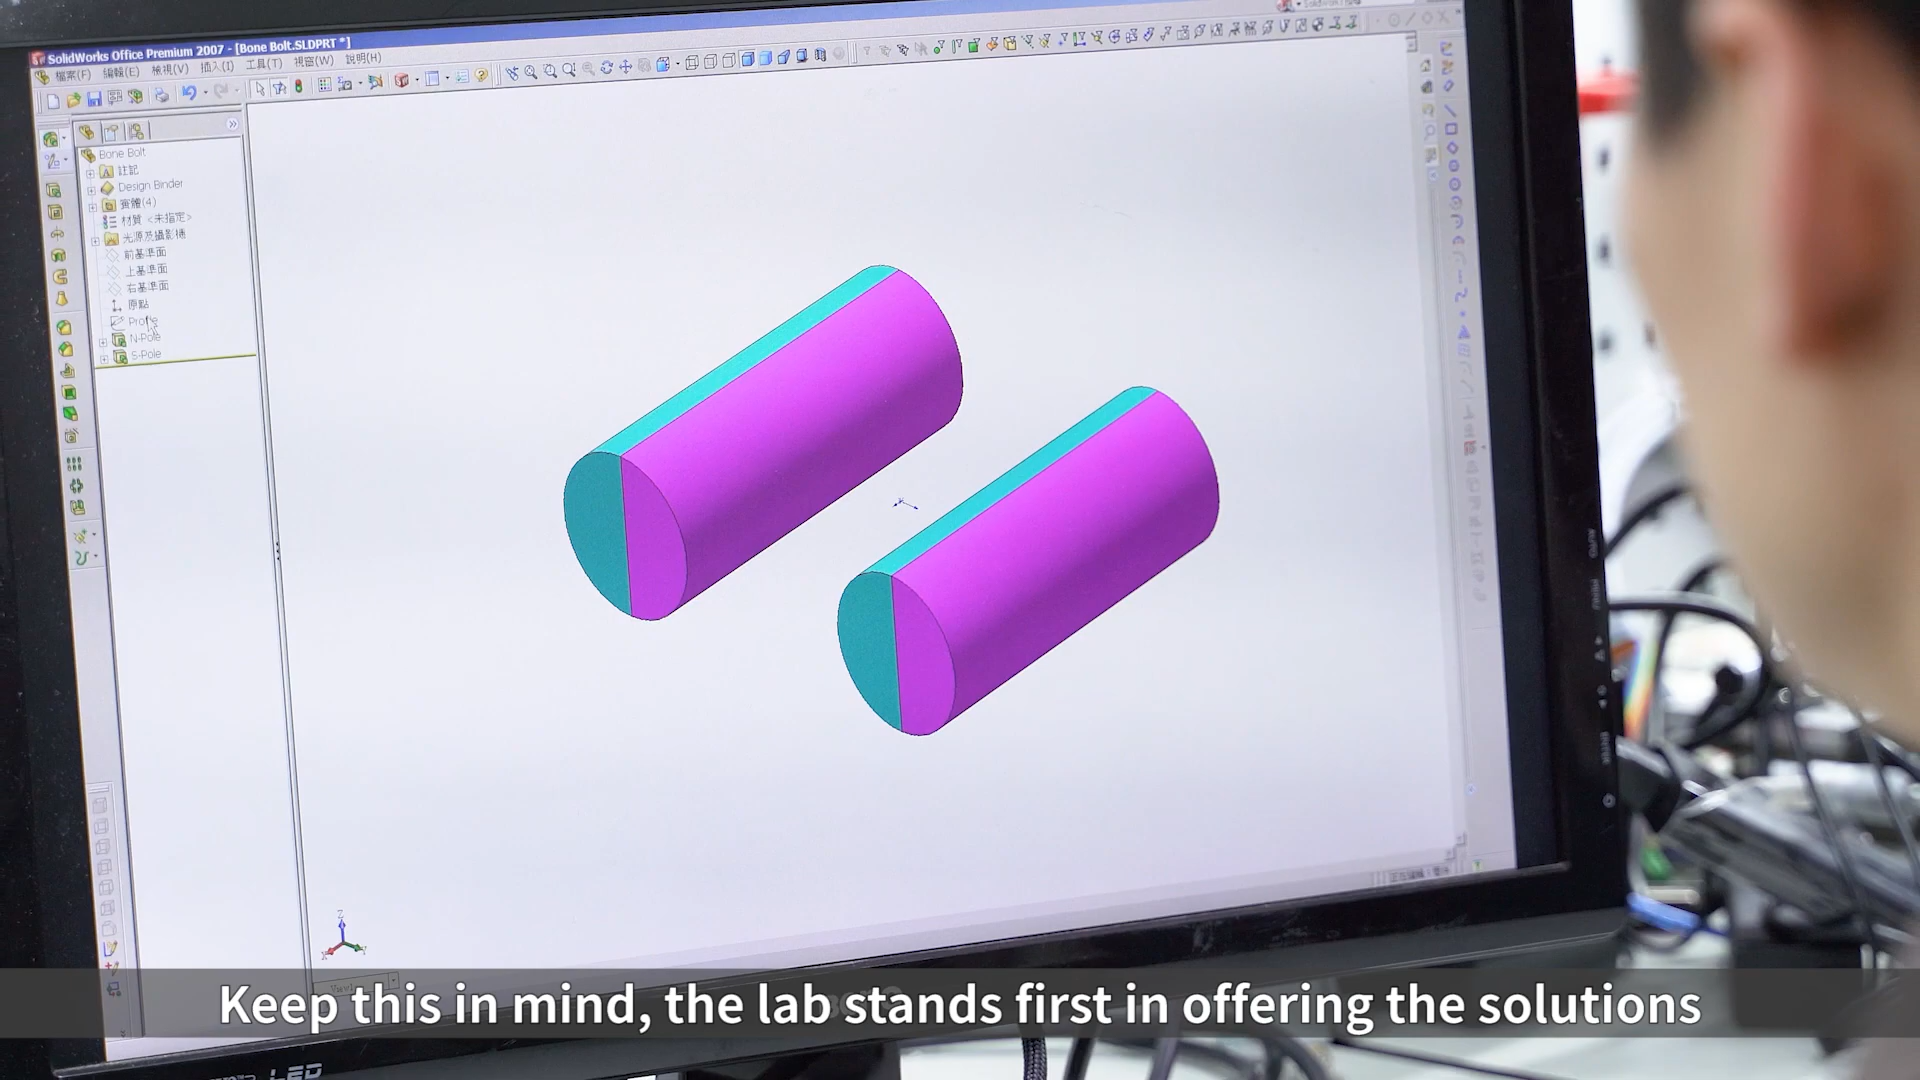 SolidWorks Office Premium 2007 - [Bone Bolt.SLDPRT *]
檔案(F) 編輯(E) 檢視(V) 插入(I) 工具(T) 視窗(W) 說明(H)
Bone Bolt
註記
Design Binder
實體(4)
材質 <未指定>
光源及攝影機
前基準面
上基準面
右基準面
原點
Profile
N-Pole
S-Pole
Z
Keep this in mind, the lab stands first in offering the solutions
LED